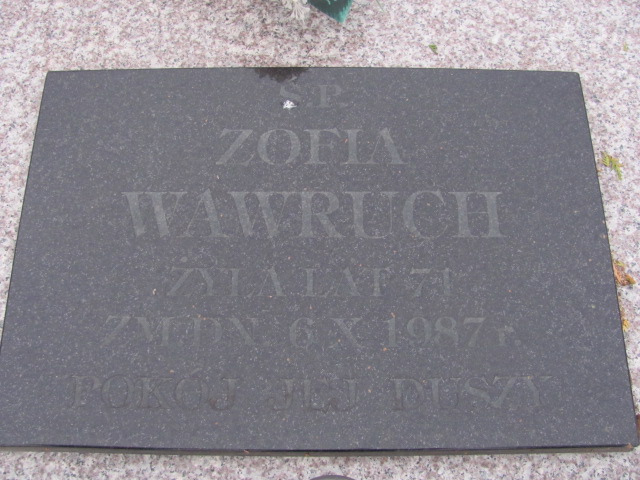 Ś.P.
ZOFIA
WAWRUCH
ŻYŁA LAT 71
ZM. DN. 6 X 1987 r.
POKÓJ JEJ DUSZY